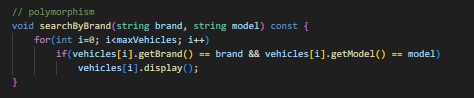 // polymorphism
void searchByBrand(string brand, string model) const {
    for(int i=0; i<maxVehicles; i++)
        if(vehicles[i].getBrand() == brand && vehicles[i].getModel() == model)
            vehicles[i].display();
}